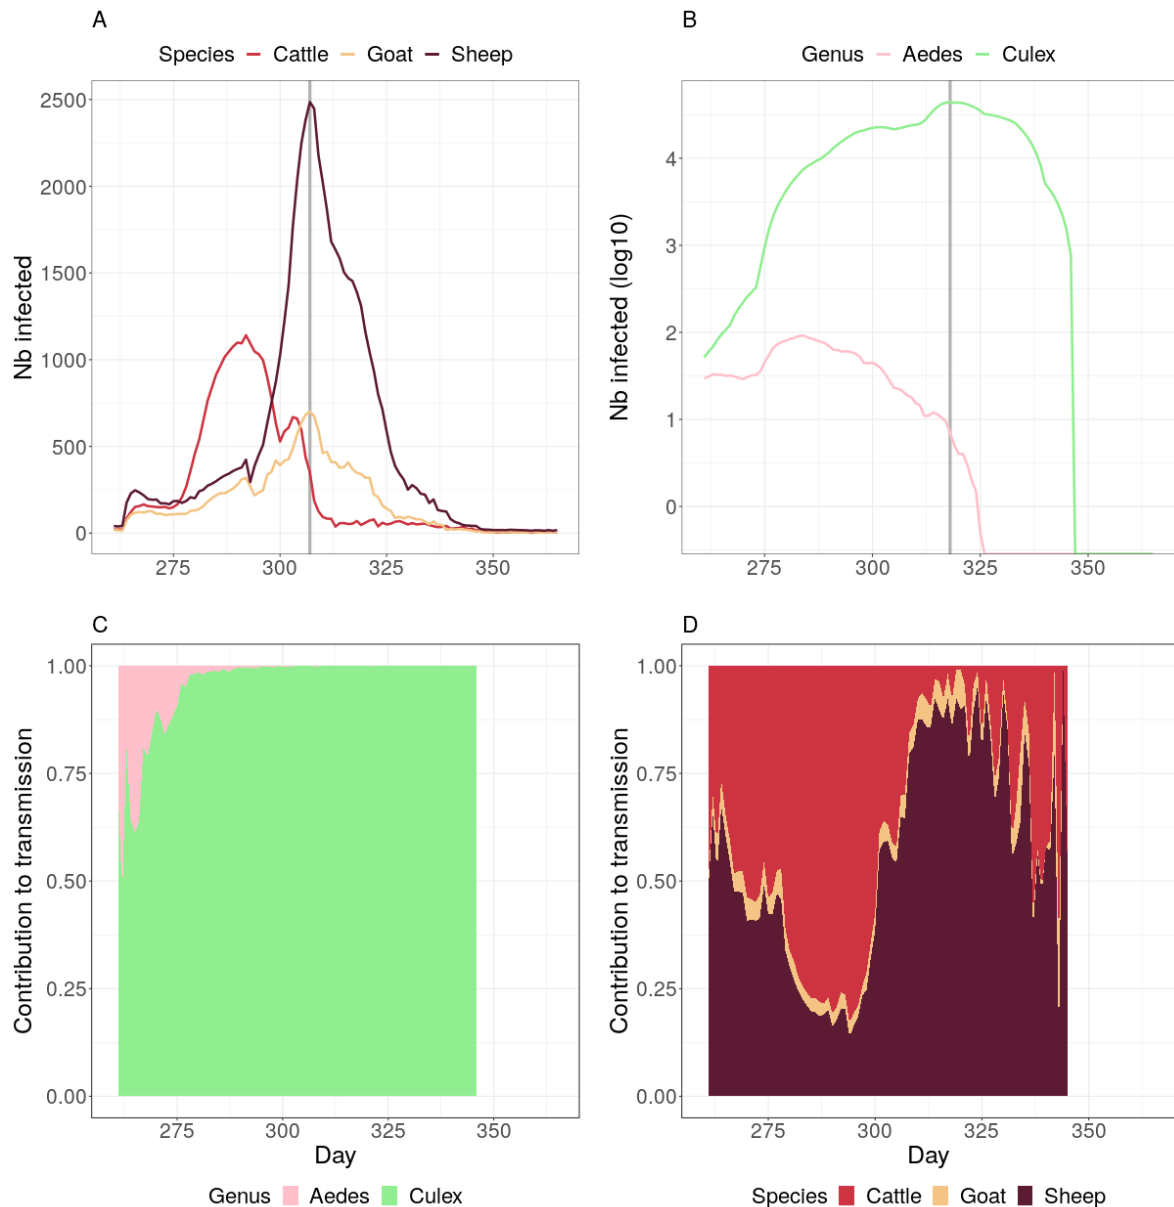 A
Species Cattle Goat Sheep
Nb infected
2500
2000
1500
1000
500
0
275 300 325 350
B
Genus Aedes Culex
Nb infected (log10)
4
3
2
1
0
275 300 325 350
C
Contribution to transmission
1.00
0.75
0.50
0.25
0.00
275 300 325 350
Day
Genus Aedes Culex
D
Contribution to transmission
1.00
0.75
0.50
0.25
0.00
275 300 325 350
Day
Species Cattle Goat Sheep